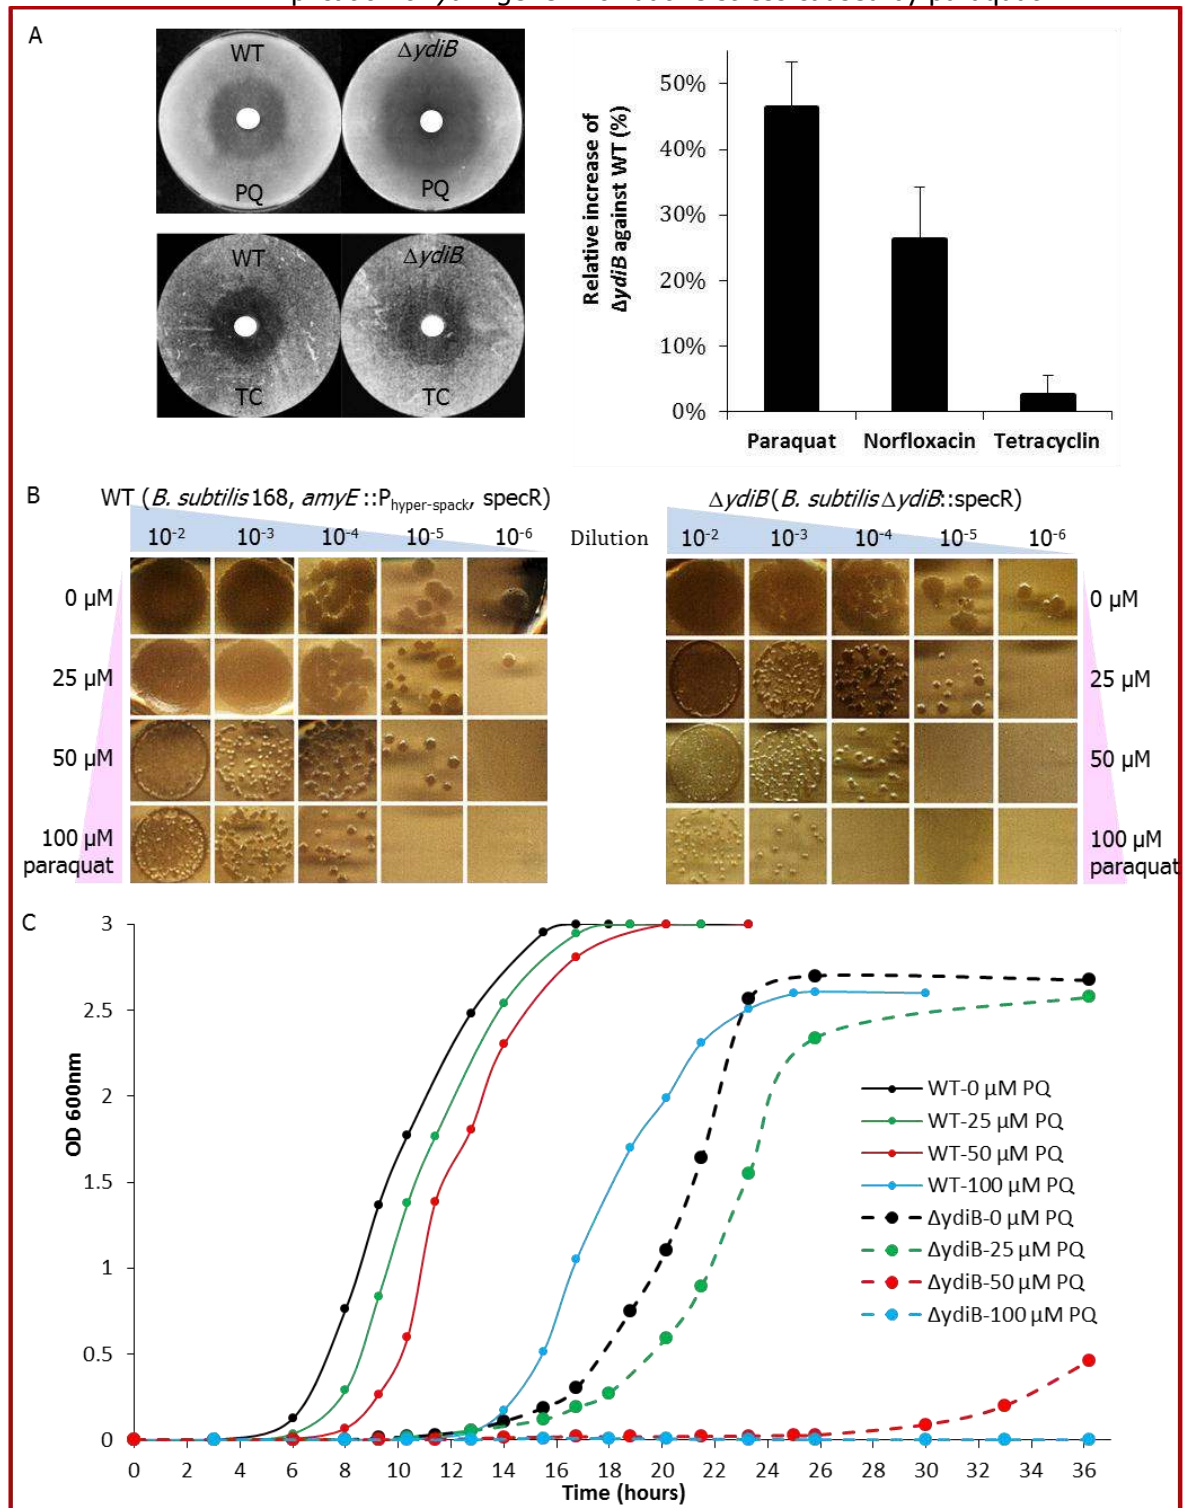 A
WT
ΔydiB
PQ
PQ
WT
ΔydiB
TC
TC
Relative increase of
ΔydiB against WT (%)
50%
40%
30%
20%
10%
0%
Paraquat
Norfloxacin
Tetracyclin
B
WT (B. subtilis 168, amyE::Phyper-spack, specR)
ΔydiB (B. subtilis ΔydiB::specR)
10-2 10-3 10-4 10-5 10-6
Dilution
10-2 10-3 10-4 10-5 10-6
0 µM
0 µM
25 µM
25 µM
50 µM
50 µM
100 µM
paraquat
100 µM
paraquat
C
OD 600nm
3
2.5
2
1.5
1
0.5
0
WT-0 µM PQ
WT-25 µM PQ
WT-50 µM PQ
WT-100 µM PQ
ΔydiB-0 µM PQ
ΔydiB-25 µM PQ
ΔydiB-50 µM PQ
ΔydiB-100 µM PQ
0 2 4 6 8 10 12 14 16 18 20 22 24 26 28 30 32 34 36
Time (hours)